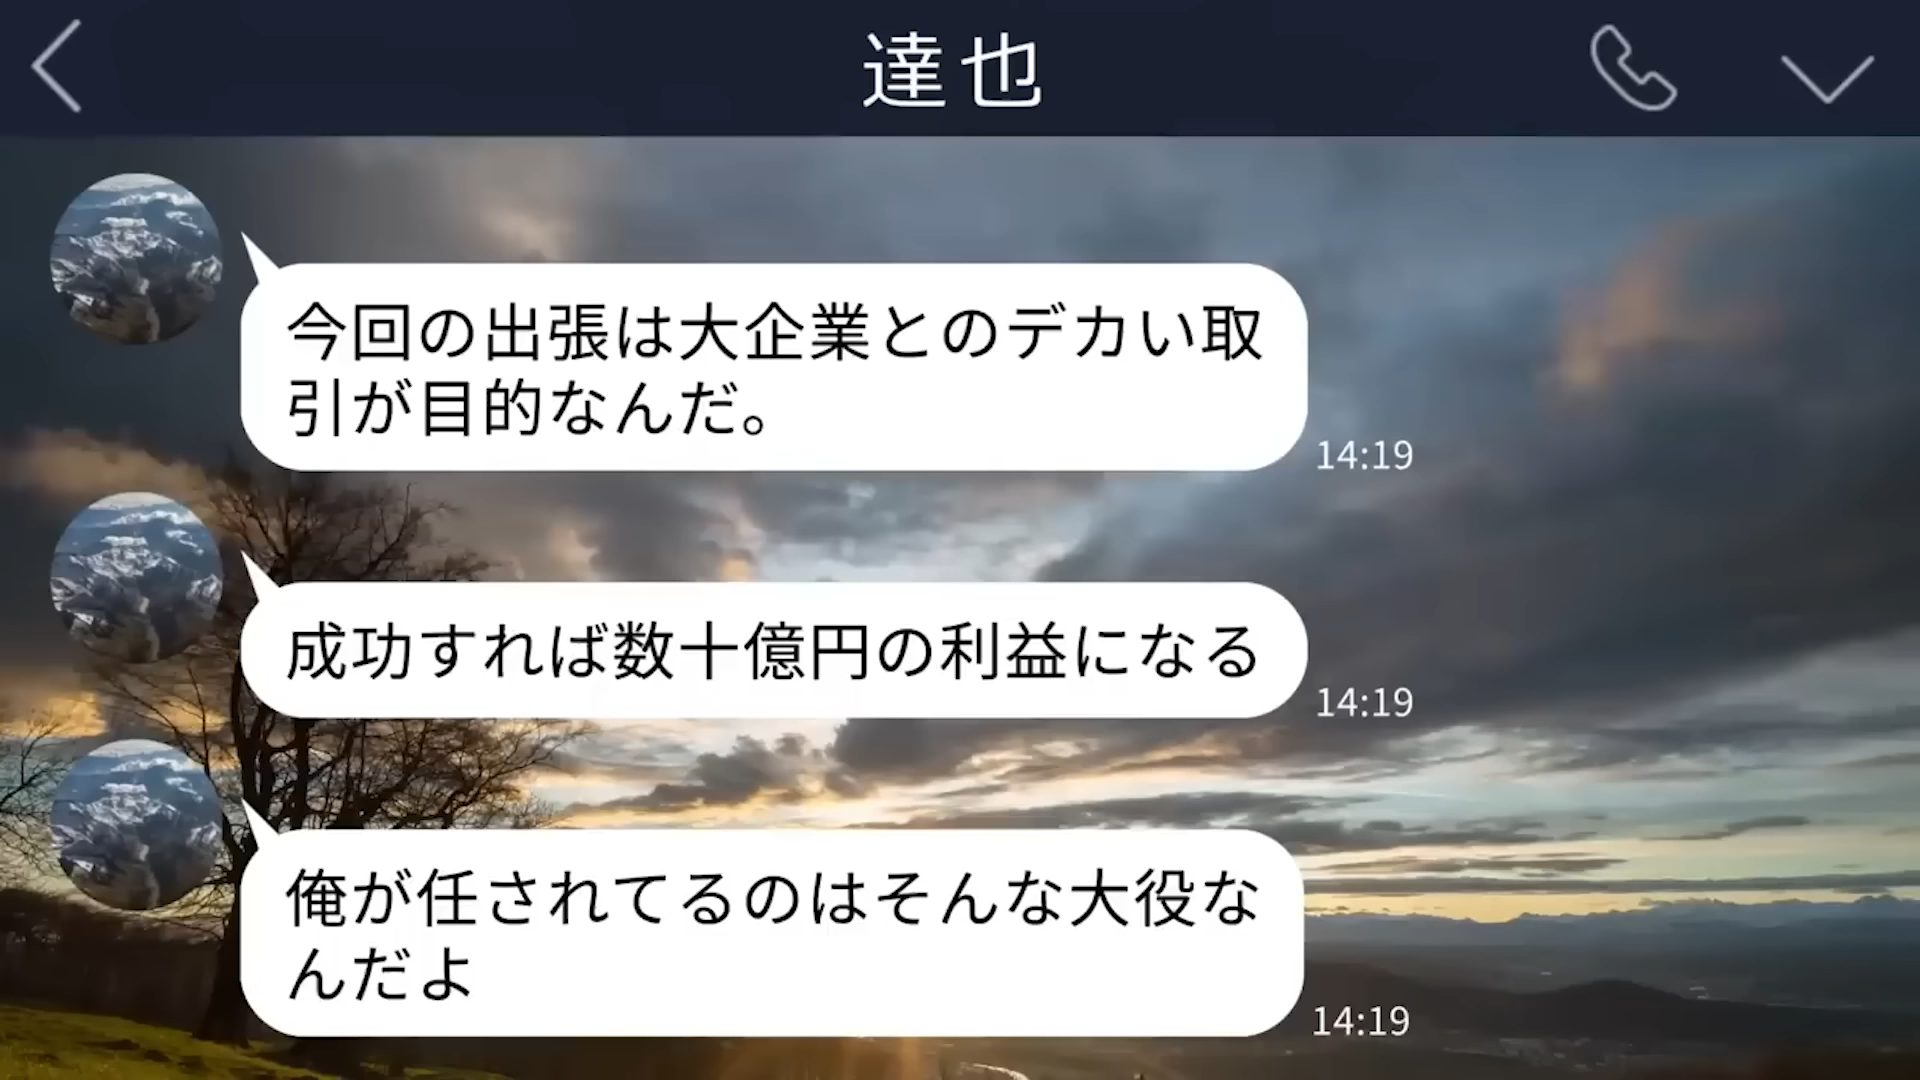 達也
今回の出張は大企業とのデカい取
引が目的なんだ。
14:19
成功すれば数十億円の利益になる
14:19
俺が任されてるのはそんな大役な
んだよ
14:19